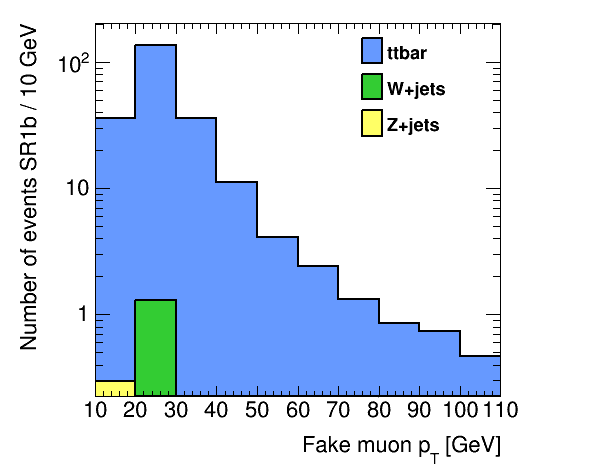 Number of events SR1b / 10 GeV
10²
10
1
ttbar
W+jets
Z+jets
10 20 30 40 50 60 70 80 90 100 110
Fake muon p_T [GeV]